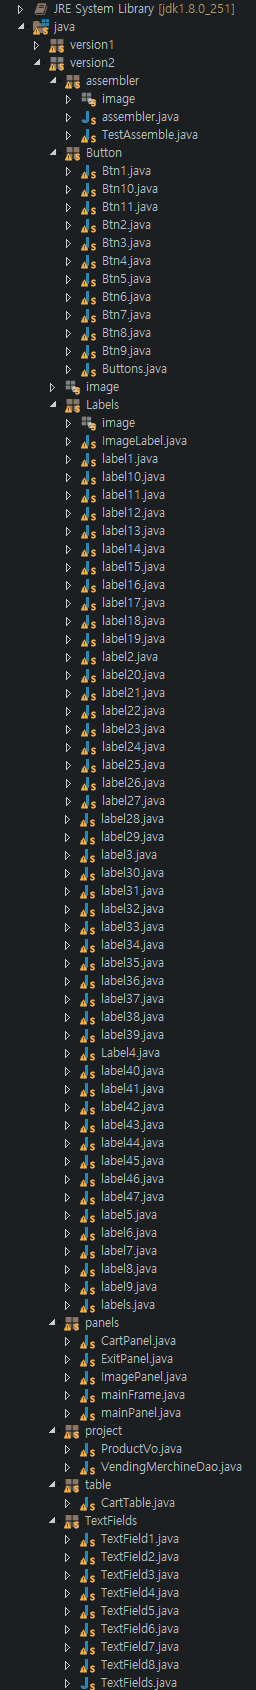 JRE System Library [jdk1.8.0_251]
java
version1
version2
assembler
image
assembler.java
TestAssemble.java
Button
Btn1.java
Btn10.java
Btn11.java
Btn2.java
Btn3.java
Btn4.java
Btn5.java
Btn6.java
Btn7.java
Btn8.java
Btn9.java
Buttons.java
image
Labels
image
ImageLabel.java
label1.java
label10.java
label11.java
label12.java
label13.java
label14.java
label15.java
label16.java
label17.java
label18.java
label19.java
label2.java
label20.java
label21.java
label22.java
label23.java
label24.java
label25.java
label26.java
label27.java
label28.java
label29.java
label3.java
label30.java
label31.java
label32.java
label33.java
label34.java
label35.java
label36.java
label37.java
label38.java
label39.java
Label4.java
label40.java
label41.java
label42.java
label43.java
label44.java
label45.java
label46.java
label47.java
label5.java
label6.java
label7.java
label8.java
label9.java
labels.java
panels
CartPanel.java
ExitPanel.java
ImagePanel.java
mainFrame.java
mainPanel.java
project
ProductVo.java
VendingMerchineDao.java
table
CartTable.java
TextFields
TextField1.java
TextField2.java
TextField3.java
TextField4.java
TextField5.java
TextField6.java
TextField7.java
TextField8.java
TextFields.java